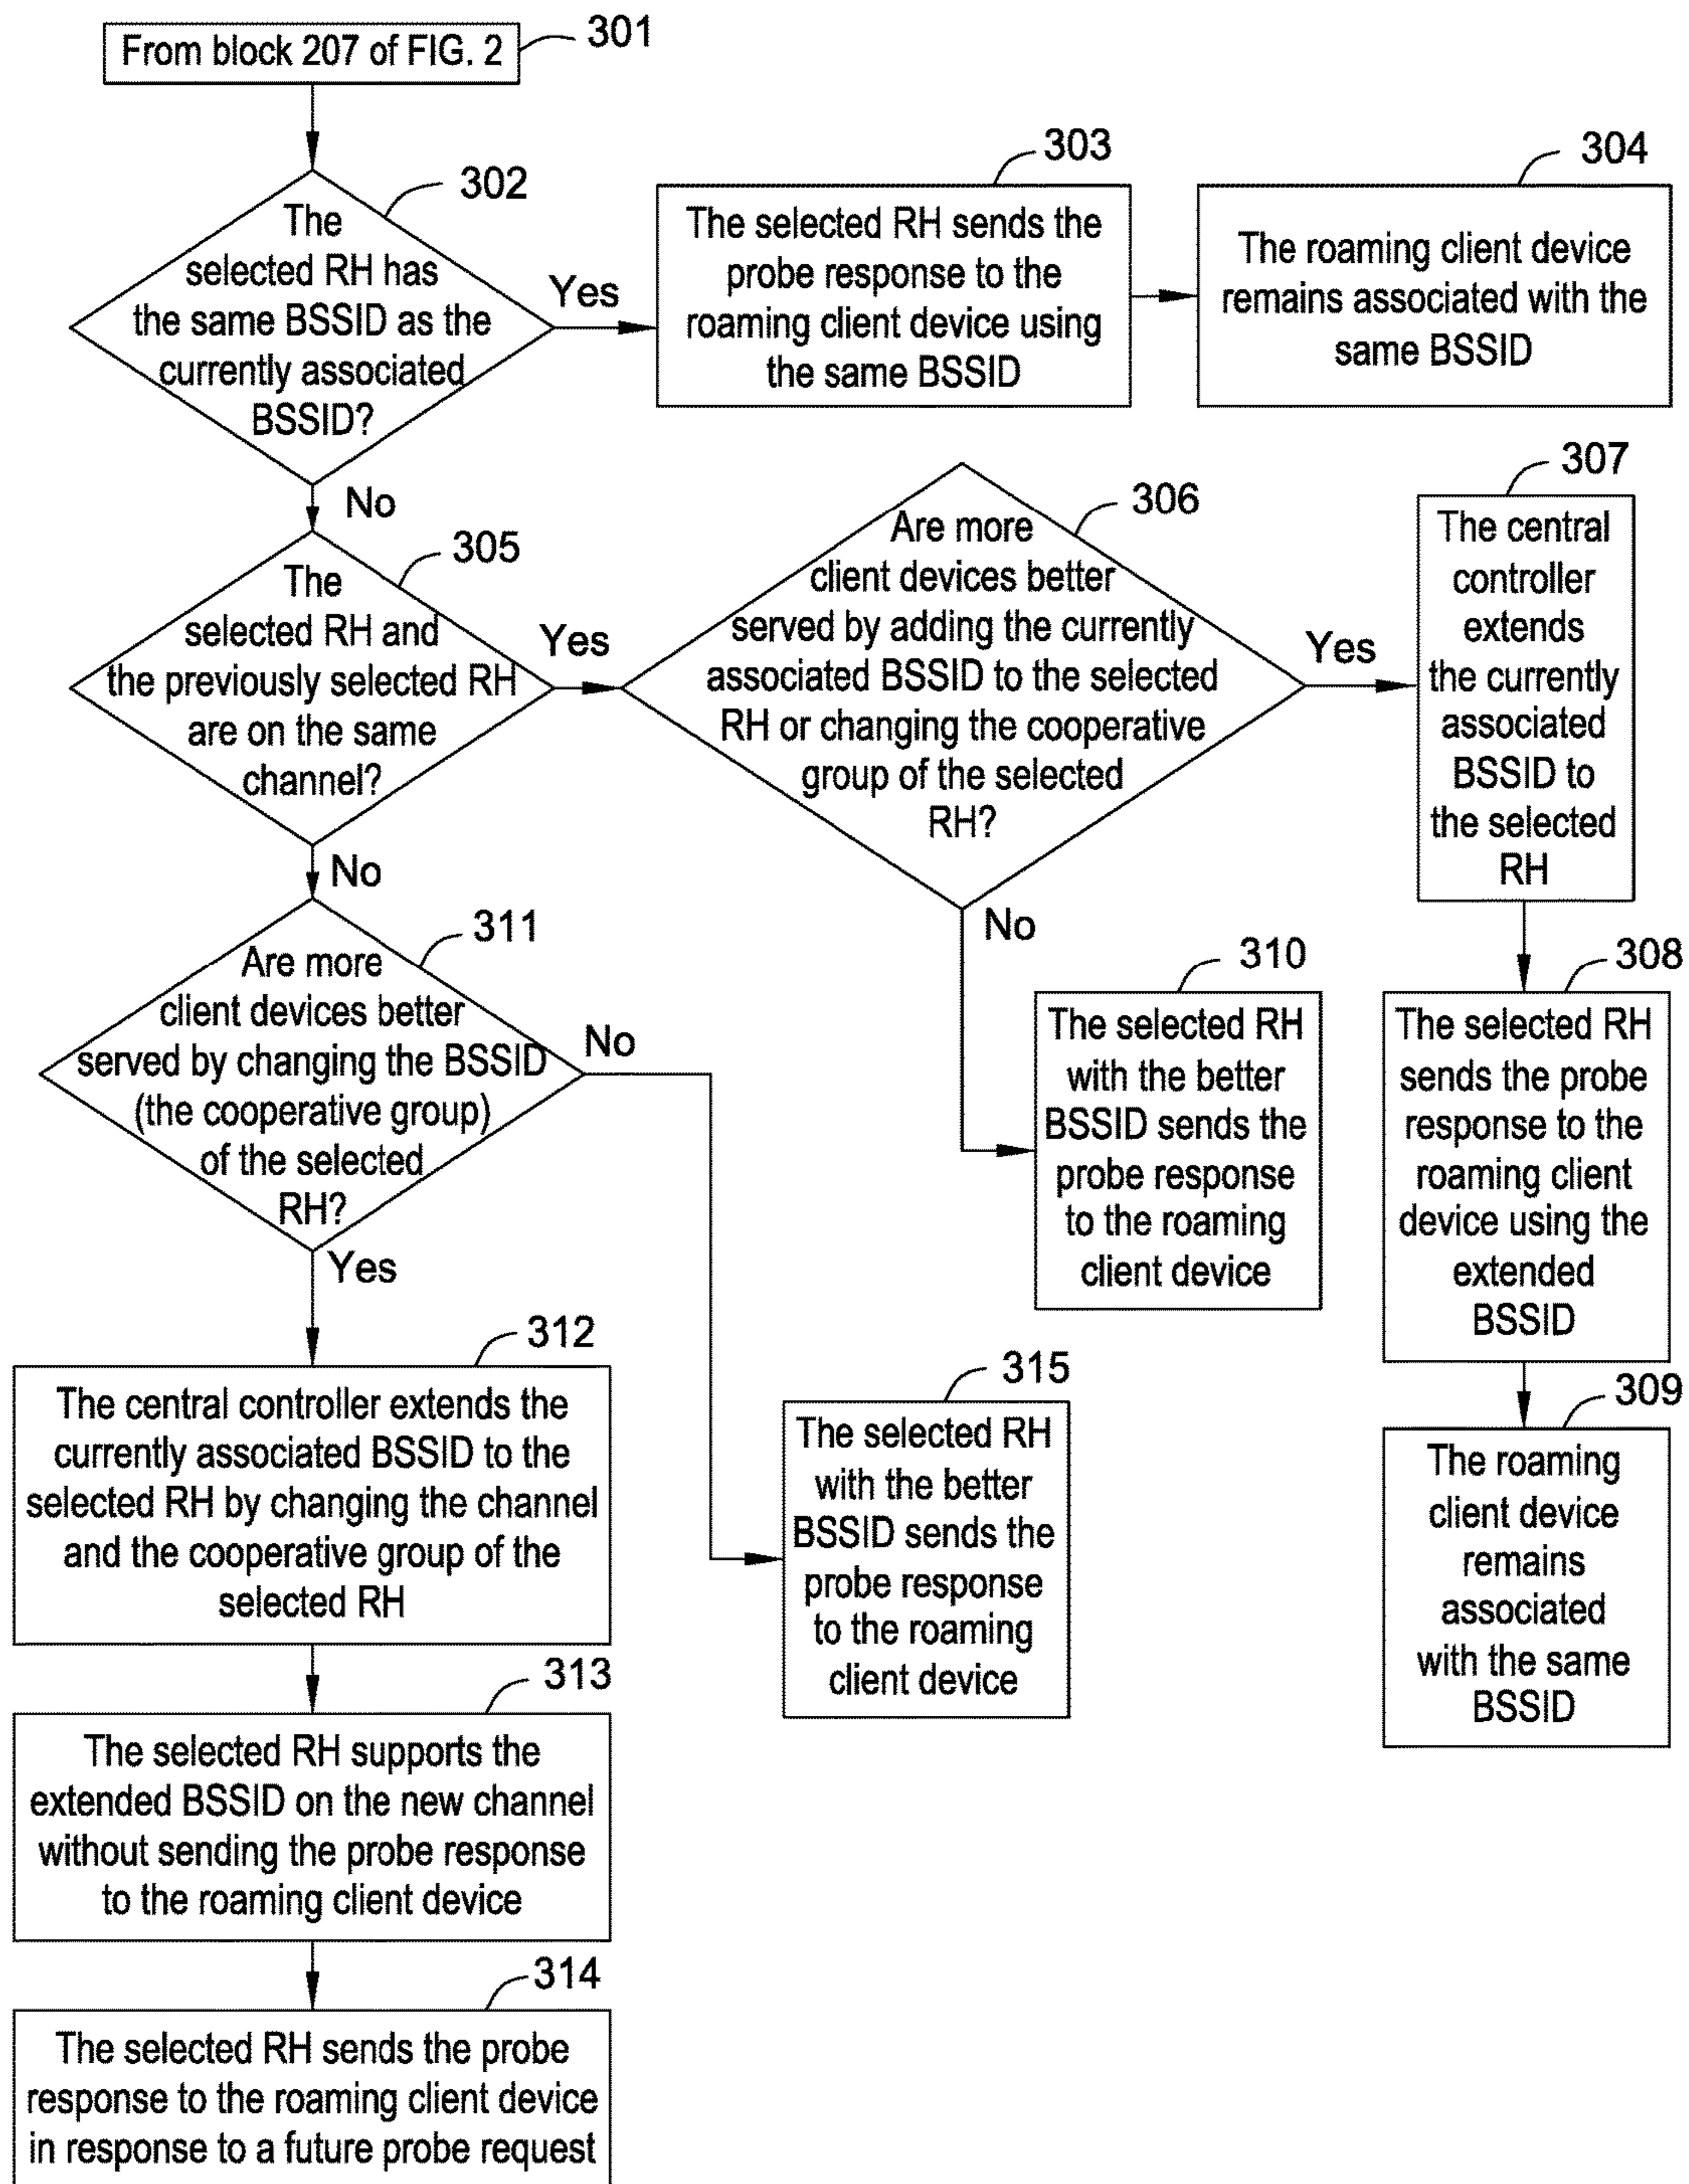 From block 207 of FIG. 2
301
302
The
selected RH has
the same BSSID as the
currently associated
BSSID?
Yes
No
303
The selected RH sends the
probe response to the
roaming client device using
the same BSSID
304
The roaming client device
remains associated with the
same BSSID
305
The
selected RH and
the previously selected RH
are on the same
channel?
Yes
No
306
Are more
client devices better
served by adding the currently
associated BSSID to the selected
RH or changing the cooperative
group of the selected
RH?
Yes
No
307
The central
controller
extends
the currently
associated
BSSID to
the selected
RH
308
The selected RH
sends the probe
response to the
roaming client
device using the
extended
BSSID
309
The roaming
client device
remains
associated
with the same
BSSID
310
The selected RH
with the better
BSSID sends the
probe response
to the roaming
client device
311
Are more
client devices better
served by changing the BSSID
(the cooperative group)
of the selected
RH?
No
Yes
312
The central controller extends the
currently associated BSSID to the
selected RH by changing the channel
and the cooperative group of the
selected RH
313
The selected RH supports the
extended BSSID on the new channel
without sending the probe response
to the roaming client device
314
The selected RH sends the probe
response to the roaming client device
in response to a future probe request
315
The selected RH
with the better
BSSID sends the
probe response
to the roaming
client device